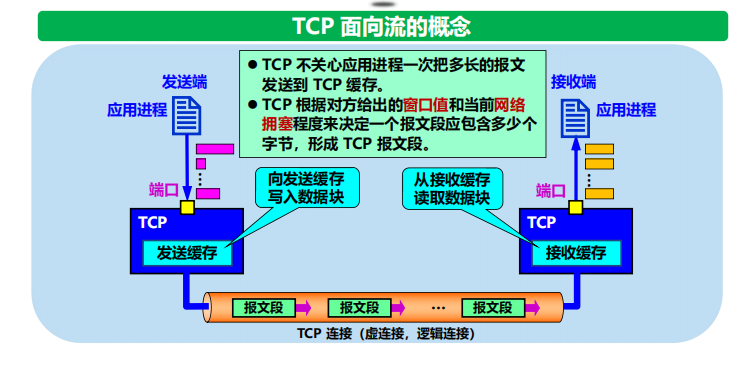 TCP 面向流的概念
● TCP 不关心应用进程一次把多长的报文
发送到 TCP 缓存。
● TCP 根据对方给出的窗口值和当前网络
拥塞程度来决定一个报文段应包含多少个
字节，形成 TCP 报文段。
发送端
应用进程
接收端
应用进程
端口
向发送缓存
写入数据块
从接收缓存
读取数据块
端口
TCP
发送缓存
TCP
接收缓存
报文段
报文段
…
报文段
TCP 连接（虚连接，逻辑连接）